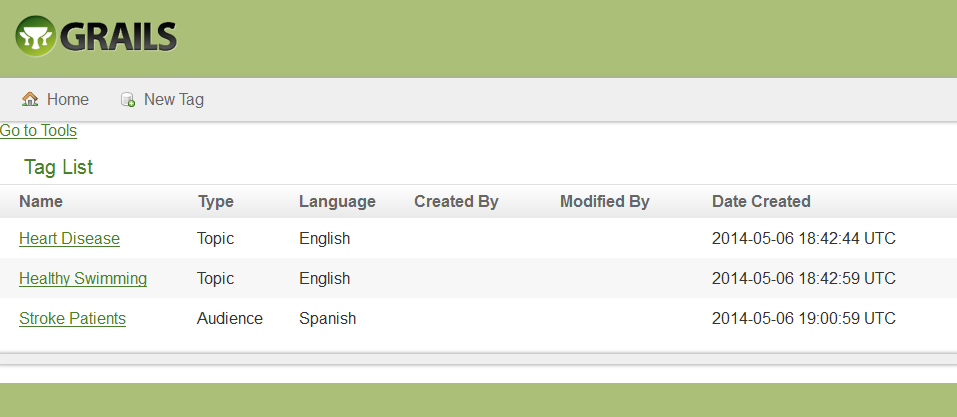 GRAILS
Home New Tag
Go to Tools
Tag List
Name Type Language Created By Modified By Date Created
Heart Disease Topic English 2014-05-06 18:42:44 UTC
Healthy Swimming Topic English 2014-05-06 18:42:59 UTC
Stroke Patients Audience Spanish 2014-05-06 19:00:59 UTC